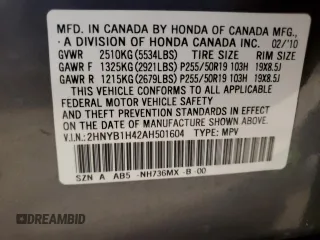 MFD. IN CANADA BY HONDA OF CANADA MFG.,
A DIVISION OF HONDA CANADA INC. 02/'10
GVWR 2510KG(5534LBS) TIRE SIZE RIM SIZE
GAWR F 1325KG(2921LBS) P255/50R19 103H 19X8.5J
GAWR R 1215KG(2679LBS) P255/50R19 103H 19X8.5J
THIS VEHICLE CONFORMS TO ALL APPLICABLE
FEDERAL MOTOR VEHICLE SAFETY AND THEFT
PREVENTION STANDARDS IN EFFECT ON THE DATE
OF MANUFACTURE SHOWN ABOVE.
V.I.N.: 2HNYB1H42AH501604 TYPE: MPV
SZN A AB5 -NH736MX -B -00
DREAMBID.COM